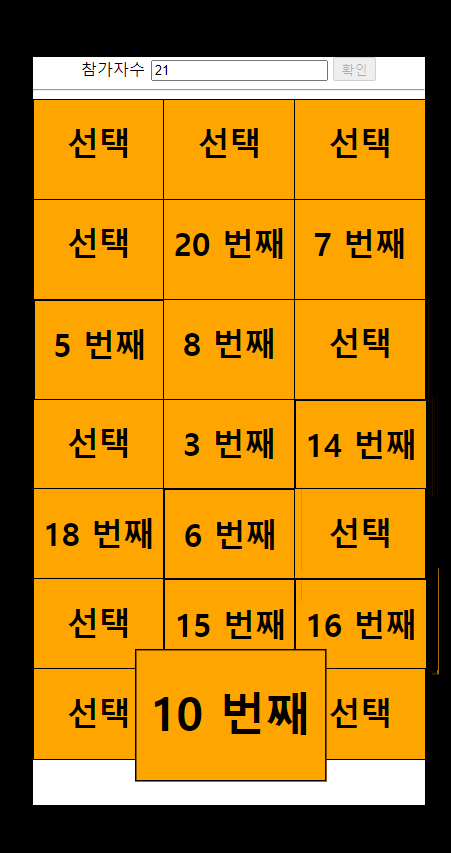 참가자수 21 확인
선택 선택 선택
선택 20 번째 7 번째
5 번째 8 번째 선택
선택 3 번째 14 번째
18 번째 6 번째 선택
선택 15 번째 16 번째
선택 10 번째 선택